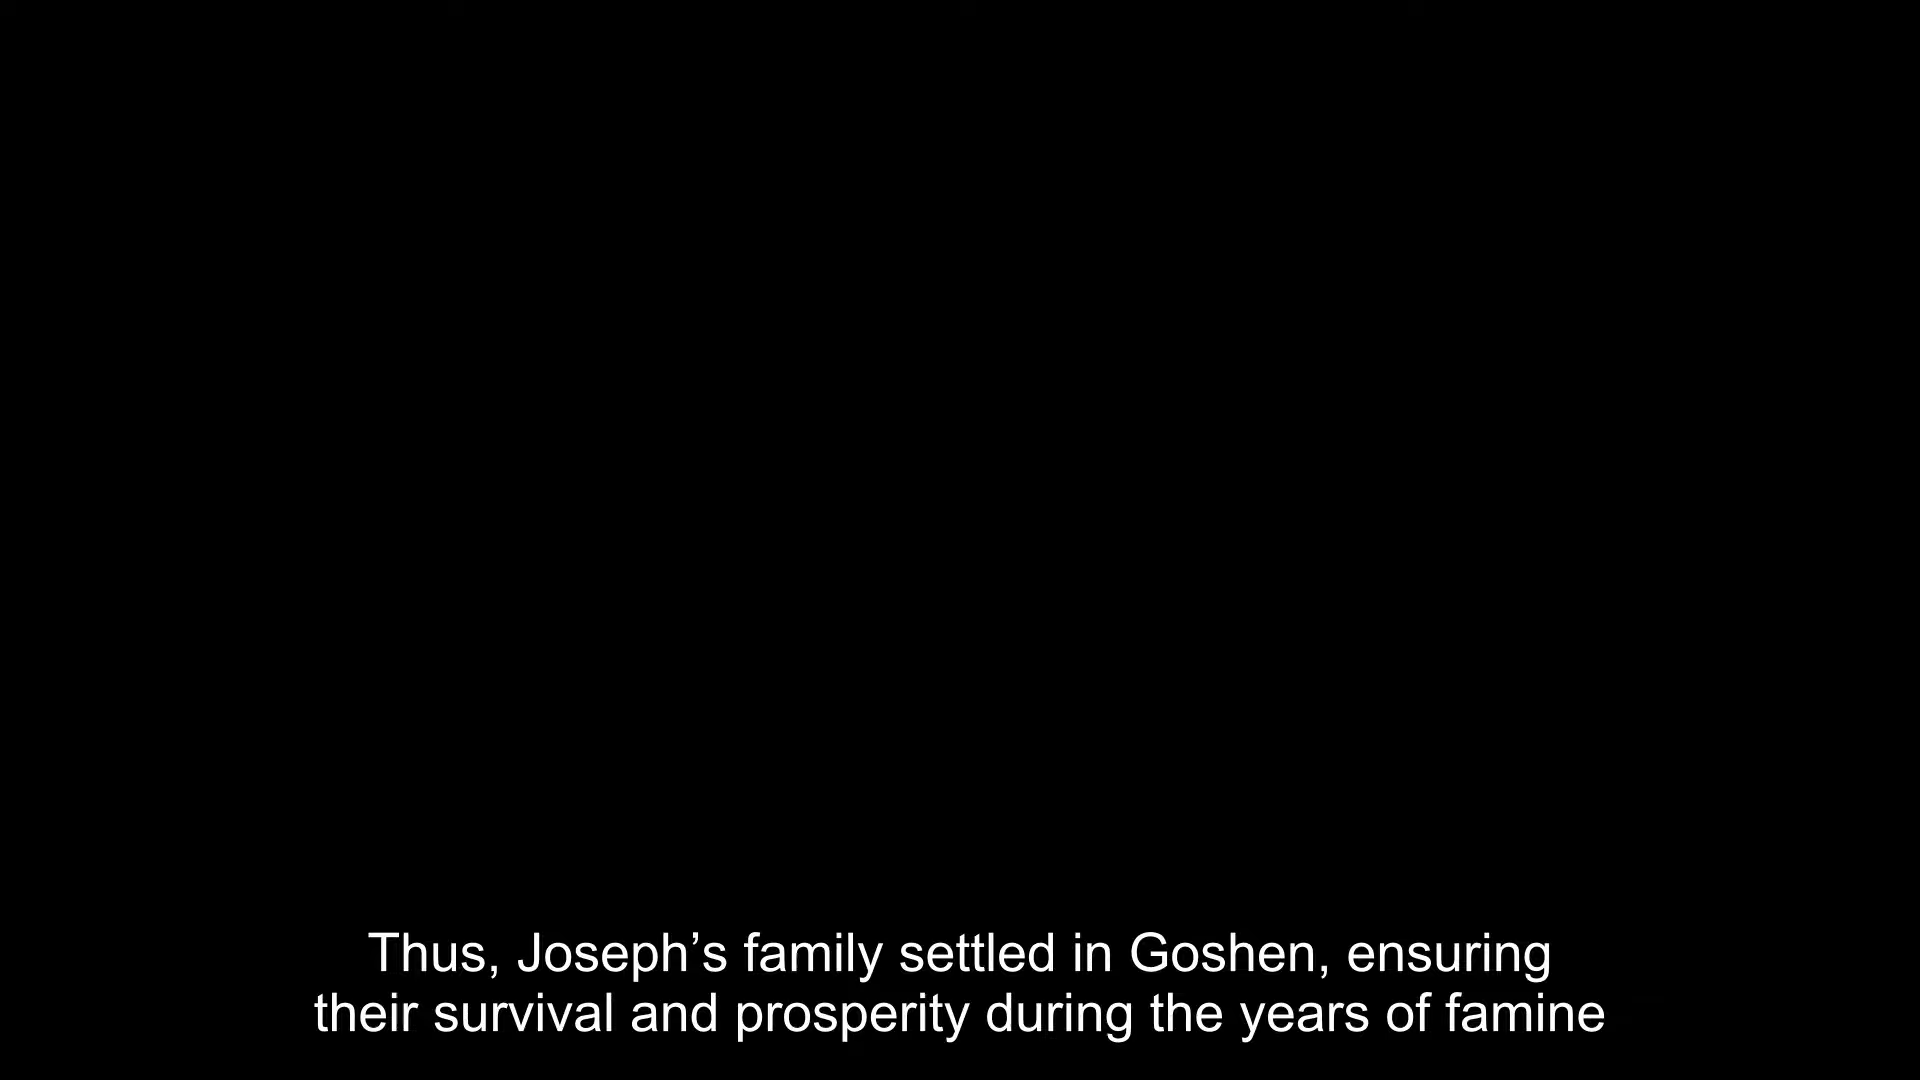 Thus, Joseph’s family settled in Goshen, ensuring
their survival and prosperity during the years of famine